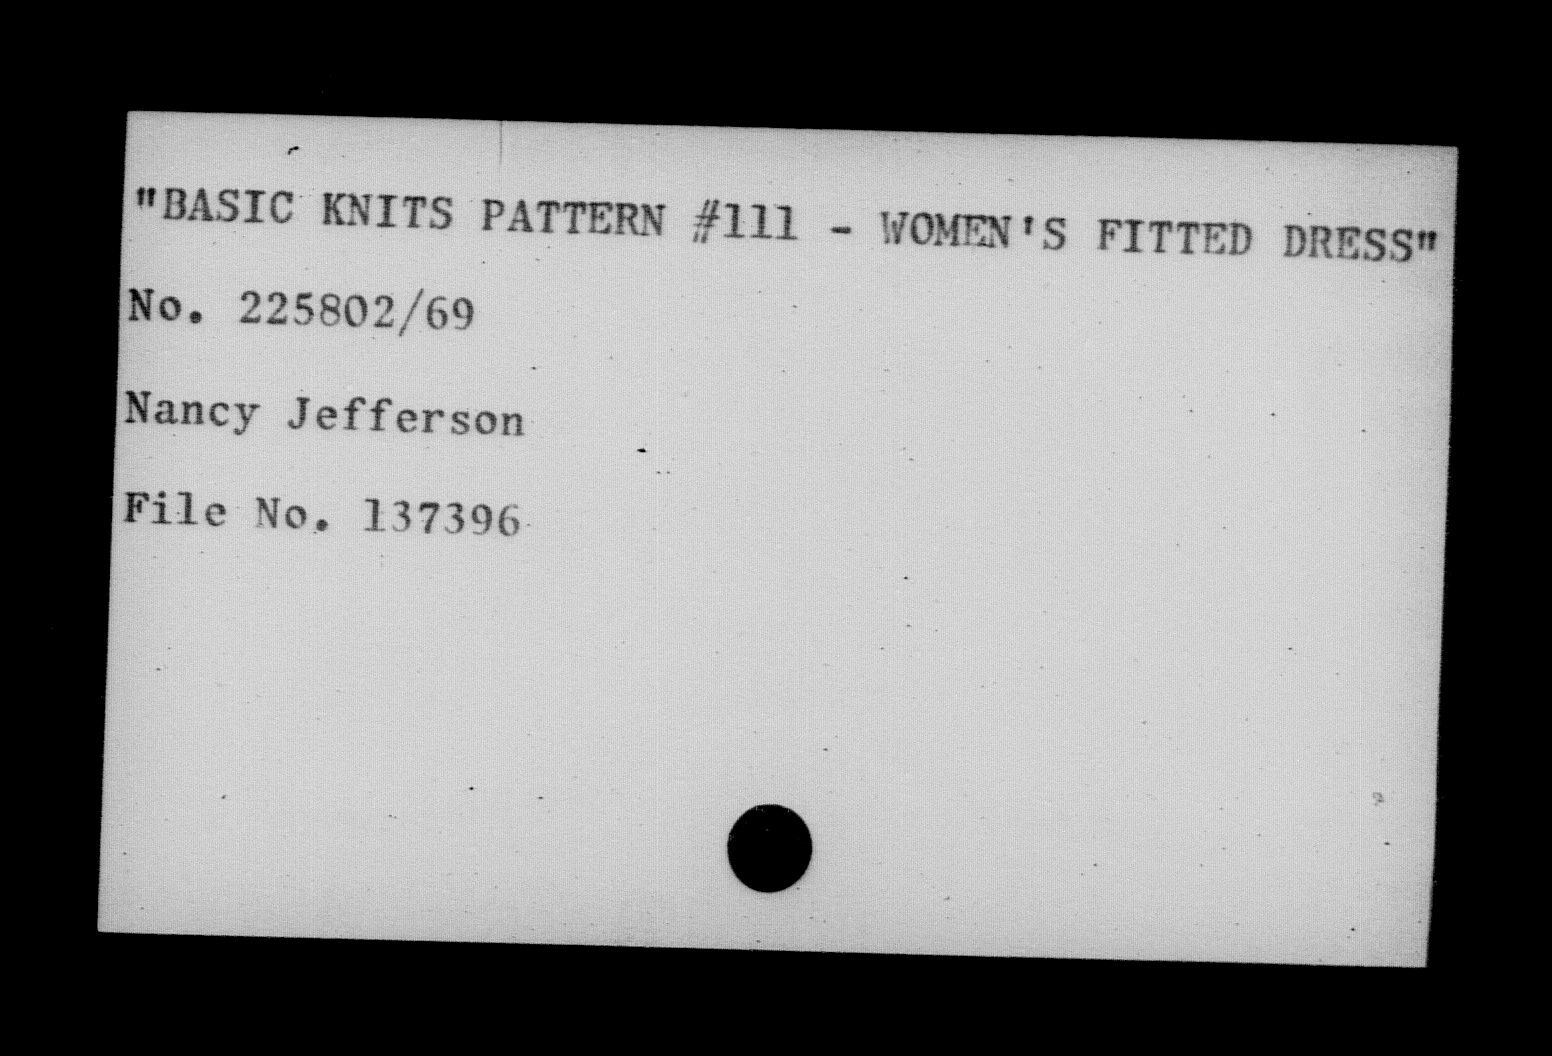 "BASIC KNITS PATTERN #111 - WOMEN'S FITTED DRESS"
No. 225802/69
Nancy Jefferson
File No. 137396